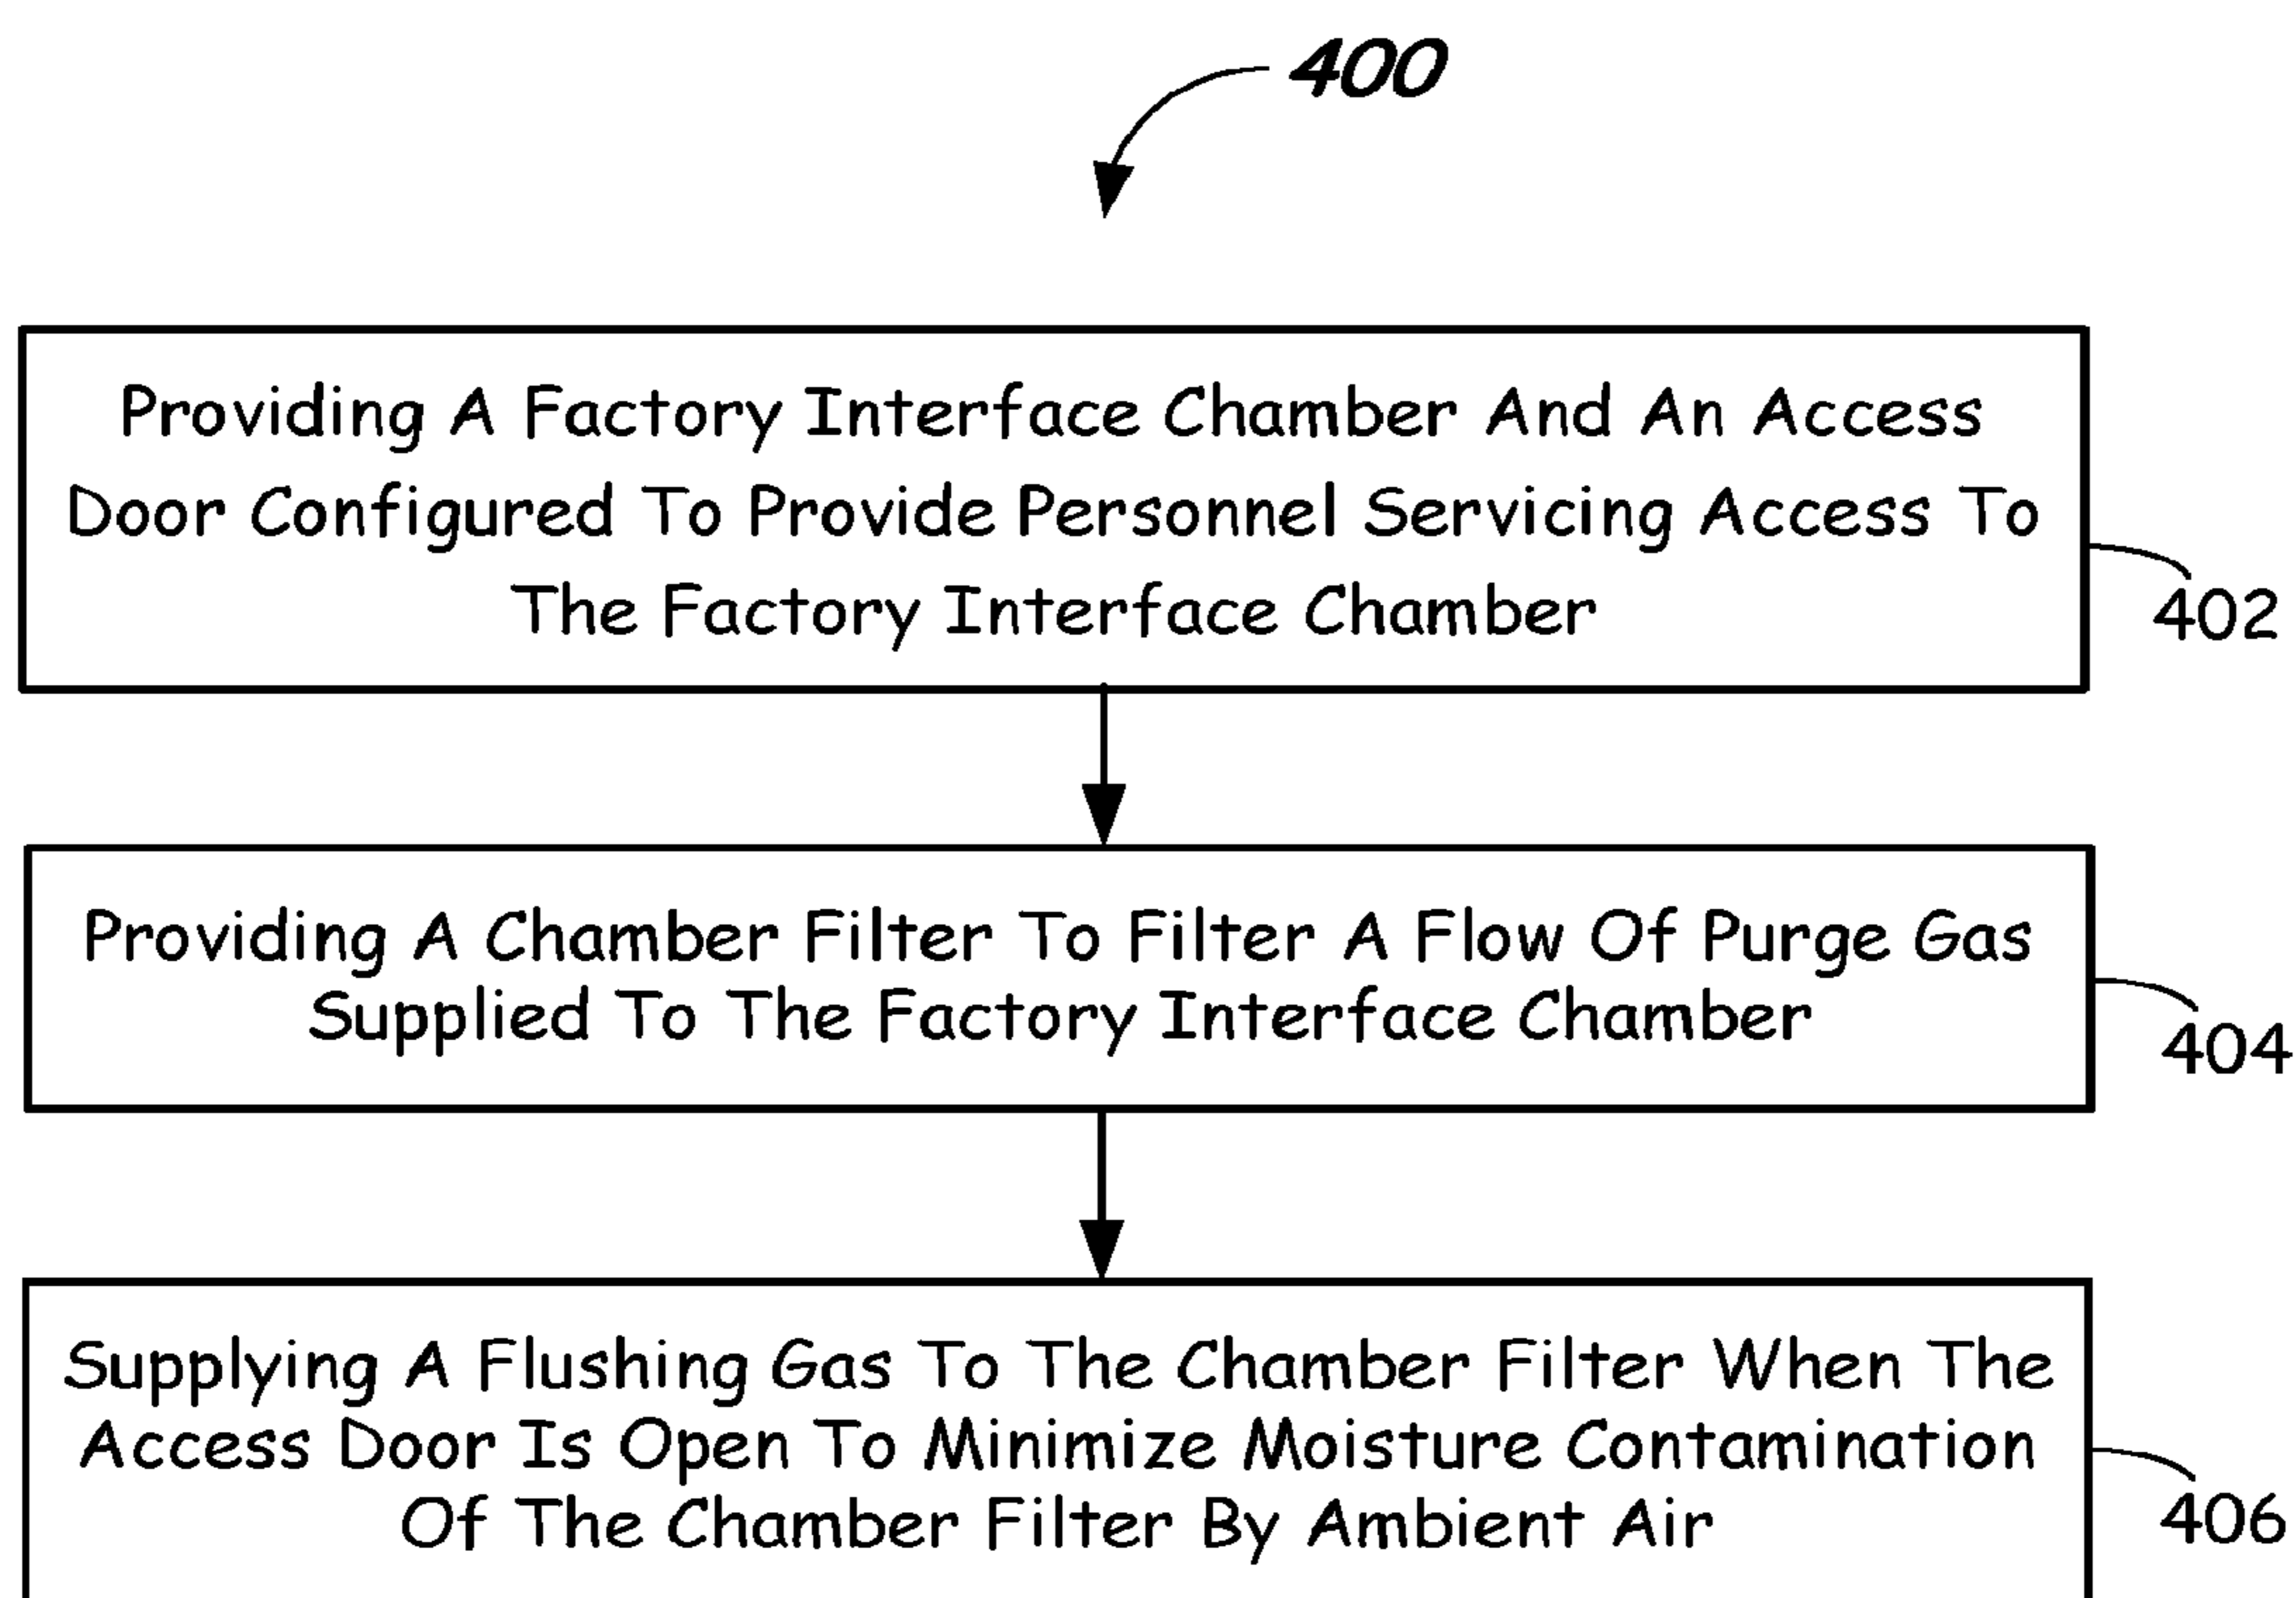 400
Providing A Factory Interface Chamber And An Access
Door Configured To Provide Personnel Servicing Access To
The Factory Interface Chamber
402
Providing A Chamber Filter To Filter A Flow Of Purge Gas
Supplied To The Factory Interface Chamber
404
Supplying A Flushing Gas To The Chamber Filter When The
Access Door Is Open To Minimize Moisture Contamination
Of The Chamber Filter By Ambient Air
406